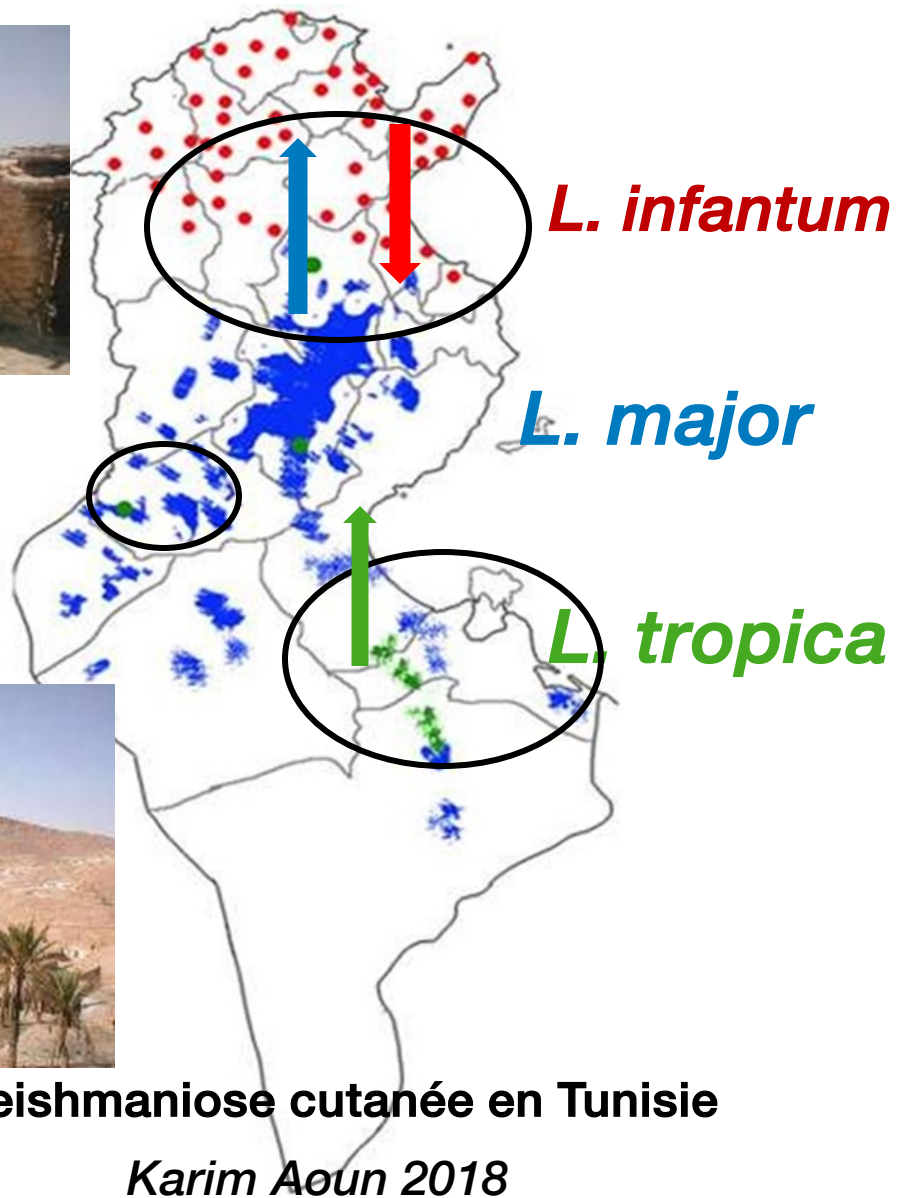 L. infantum
L. major
L. tropica
eishmaniose cutanée en Tunisie
Karim Aoun 2018